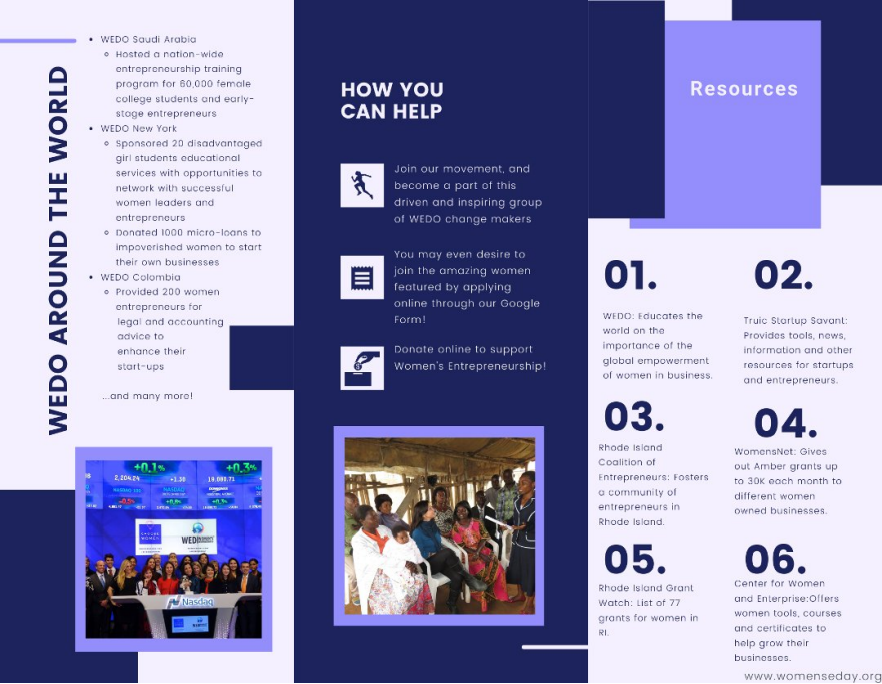 WEDO AROUND THE WORLD
• WEDO Saudi Arabia
◦ Hosted a nation-wide
entrepreneurship training
program for 60,000 female
college students and early-
stage entrepreneurs
• WEDO New York
◦ Sponsored 20 disadvantaged
girl students educational
services with opportunities to
network with successful
women leaders and
entrepreneurs
◦ Donated 1000 micro-loans to
impoverished women to start
their own businesses
• WEDO Colombia
◦ Provided 200 women
entrepreneurs for
legal and accounting
advice to
enhance their
start-ups
...and many more!
+0.1% +0.3%
2,204.24 +1.30 19,080.71
NASDAQ
WED
Nasdaq
HOW YOU
CAN HELP
Join our movement, and
become a part of this
driven and inspiring group
of WEDO change makers
You may even desire to
join the amazing women
featured by applying
online through our Google
Form!
Donate online to support
Women's Entrepreneurship!
Resources
01.
WEDO: Educates the
world on the
importance of the
global empowerment
of women in business.
02.
Truic Startup Savant:
Provides tools, news,
information and other
resources for startups
and entrepreneurs.
03.
Rhode Island
Coalition of
Entrepreneurs: Fosters
a community of
entrepreneurs in
Rhode Island.
04.
WomensNet: Gives
out Amber grants up
to 30K each month to
different women
owned businesses.
05.
Rhode Island Grant
Watch: List of 77
grants for women in
RI.
06.
Center for Women
and Enterprise:Offers
women tools, courses
and certificates to
help grow their
businesses.
www.womenseday.org